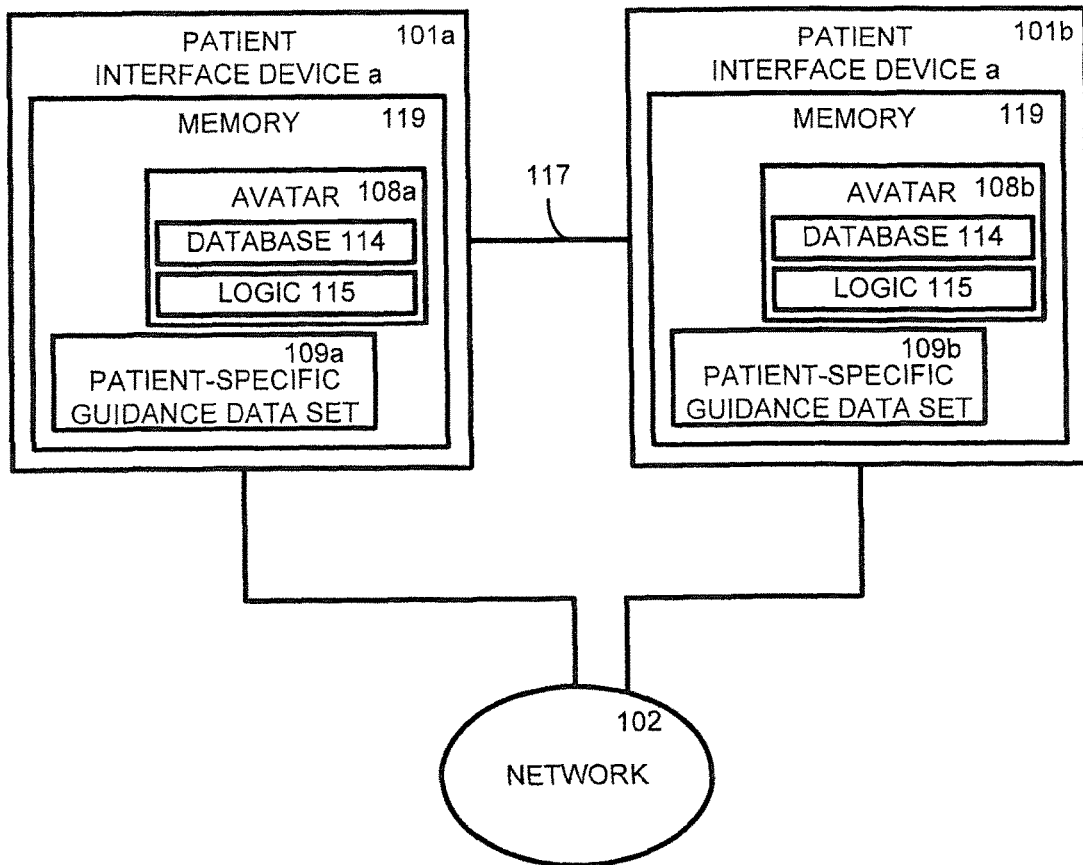 PATIENT 101a
INTERFACE DEVICE a
MEMORY 119
AVATAR 108a
DATABASE 114
LOGIC 115
109a
PATIENT-SPECIFIC
GUIDANCE DATA SET
117
PATIENT 101b
INTERFACE DEVICE a
MEMORY 119
AVATAR 108b
DATABASE 114
LOGIC 115
109b
PATIENT-SPECIFIC
GUIDANCE DATA SET
102
NETWORK